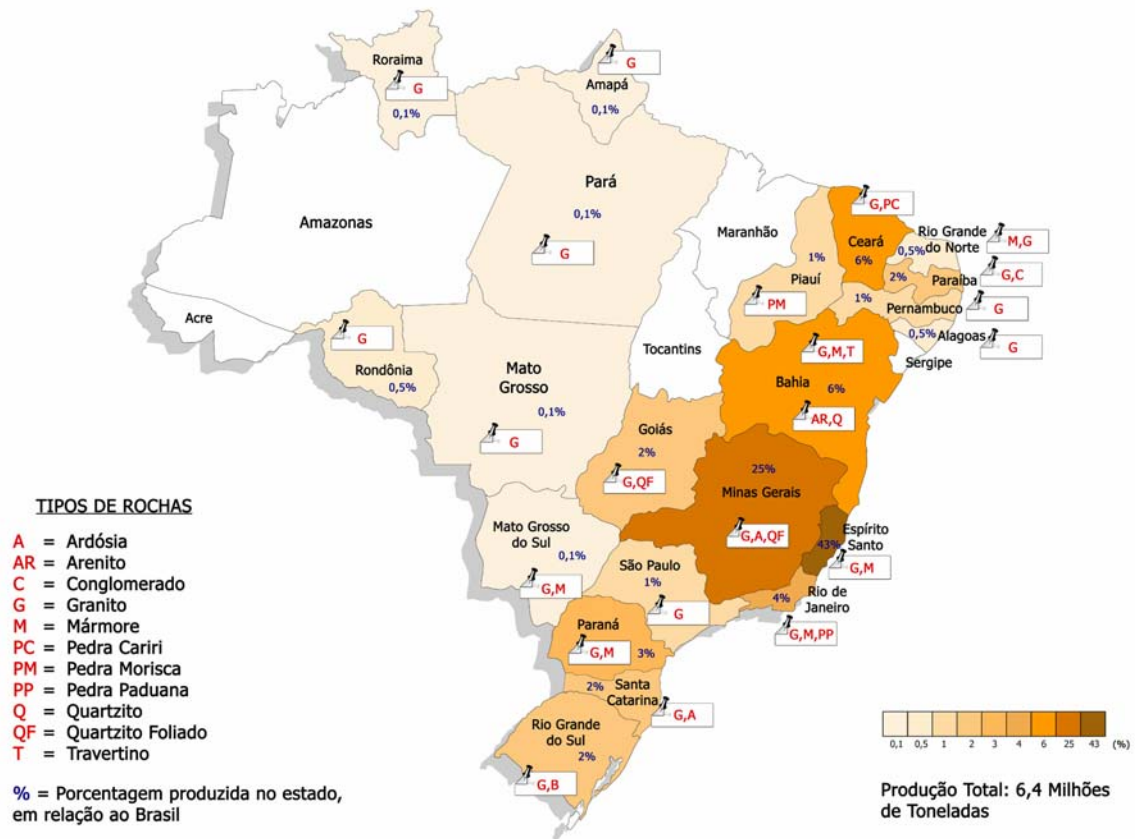 Roraima
G
0,1%
G
Amapá
0,1%
Pará
0,1%
G
Amazonas
Maranhão
G,PC
Ceará
6%
Rio Grande
do Norte
0,5%
M,G
1%
Piauí
PM
2%
Paraíba
G,C
1%
Pernambuco
G
0,5%
Alagoas
G
Sergipe
Acre
G
Rondônia
0,5%
Mato
Grosso
0,1%
G
Tocantins
G,M,T
Bahia
6%
AR,Q
Goiás
2%
G,QF
25%
Minas Gerais
G,A,QF
Espírito
Santo
43%
G,M
Mato Grosso
do Sul
0,1%
G,M
São Paulo
1%
G
4%
Rio de
Janeiro
G,M,PP
Paraná
G,M
3%
2%
Santa
Catarina
G,A
Rio Grande
do Sul
2%
G,B
TIPOS DE ROCHAS
A = Ardósia
AR = Arenito
C = Conglomerado
G = Granito
M = Mármore
PC = Pedra Cariri
PM = Pedra Morisca
PP = Pedra Paduana
Q = Quartzito
QF = Quartzito Foliado
T = Travertino
% = Porcentagem produzida no estado,
em relação ao Brasil
0,1 0,5 1 2 3 4 6 25 43 (%)
Produção Total: 6,4 Milhões
de Toneladas